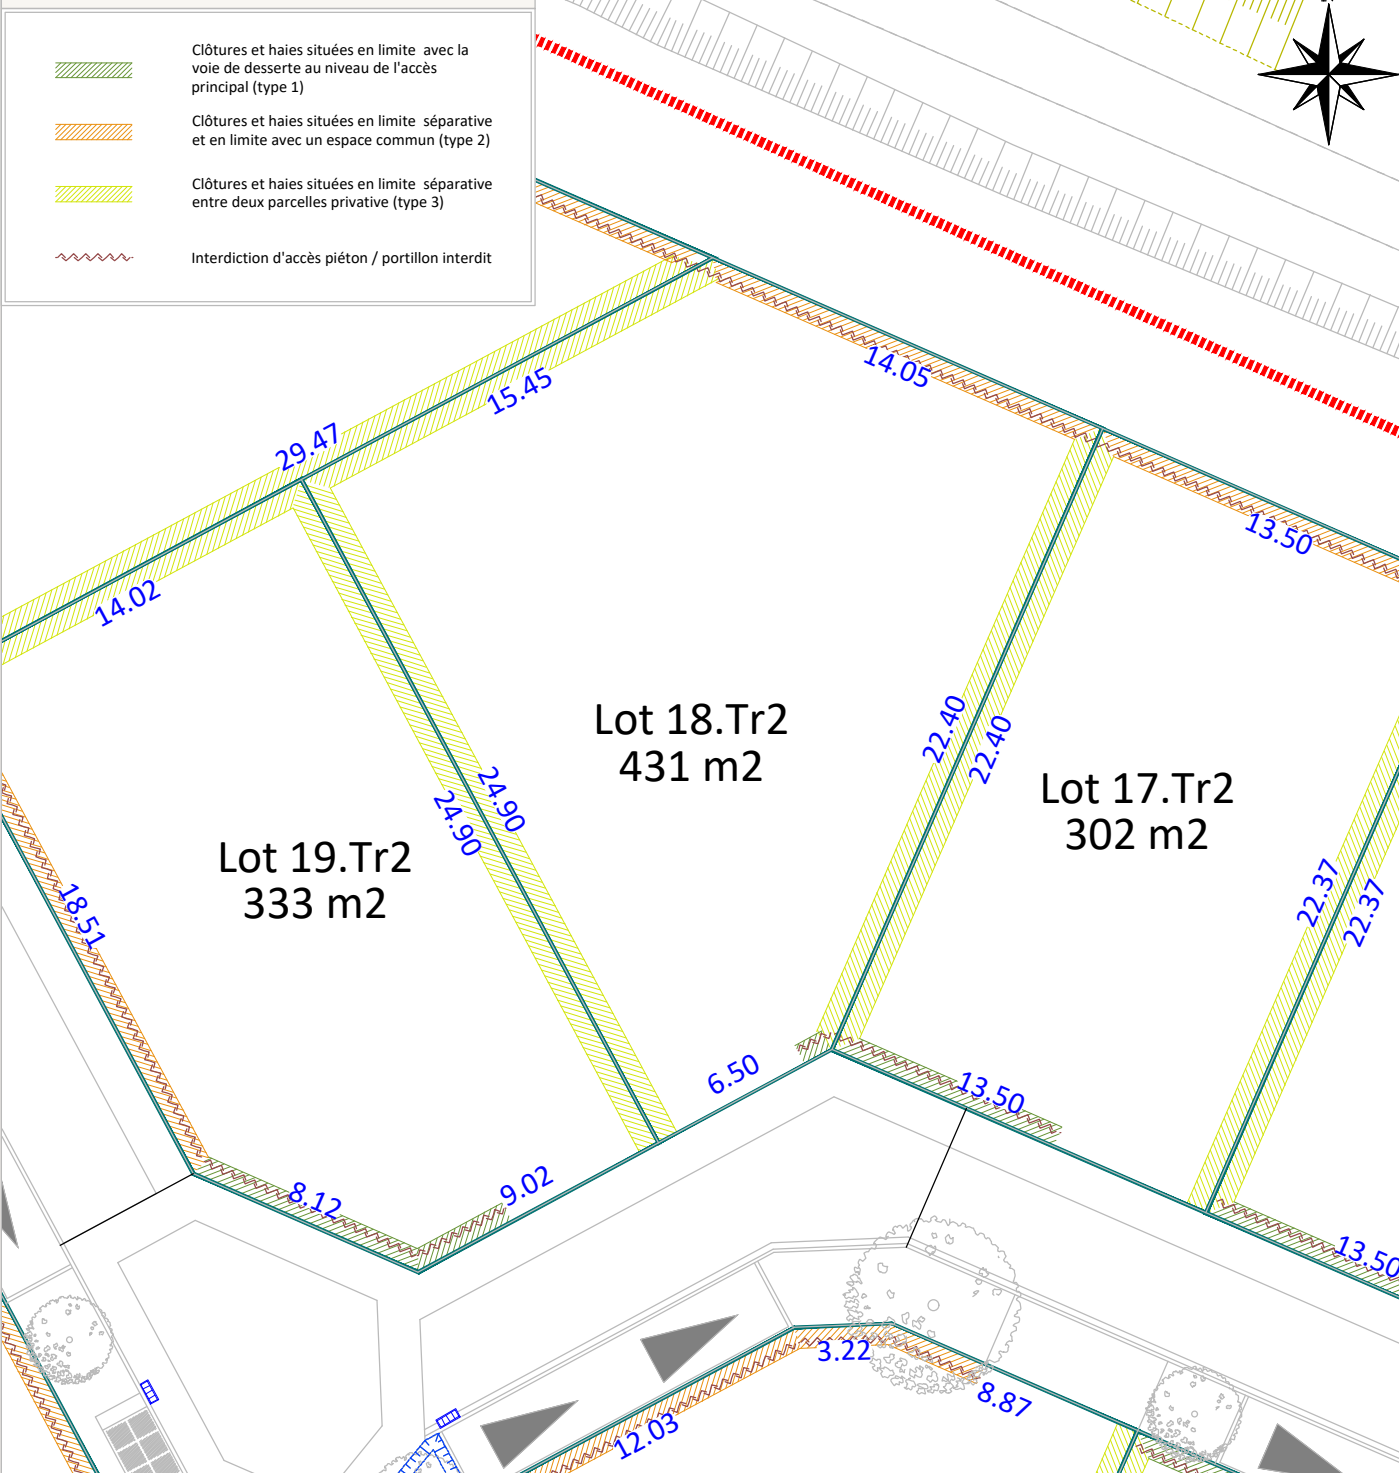 Clôtures et haies situées en limite avec la
voie de desserte au niveau de l'accès
principal (type 1)
Clôtures et haies situées en limite séparative
et en limite avec un espace commun (type 2)
Clôtures et haies situées en limite séparative
entre deux parcelles privative (type 3)
Interdiction d'accès piéton / portillon interdit
14.05
15.45
29.47
13.50
14.02
Lot 18.Tr2
431 m2
22.40
22.40
Lot 17.Tr2
302 m2
24.90
24.90
Lot 19.Tr2
333 m2
18.51
22.37
22.37
6.50
13.50
8.12
9.02
13.50
3.22
8.87
12.03